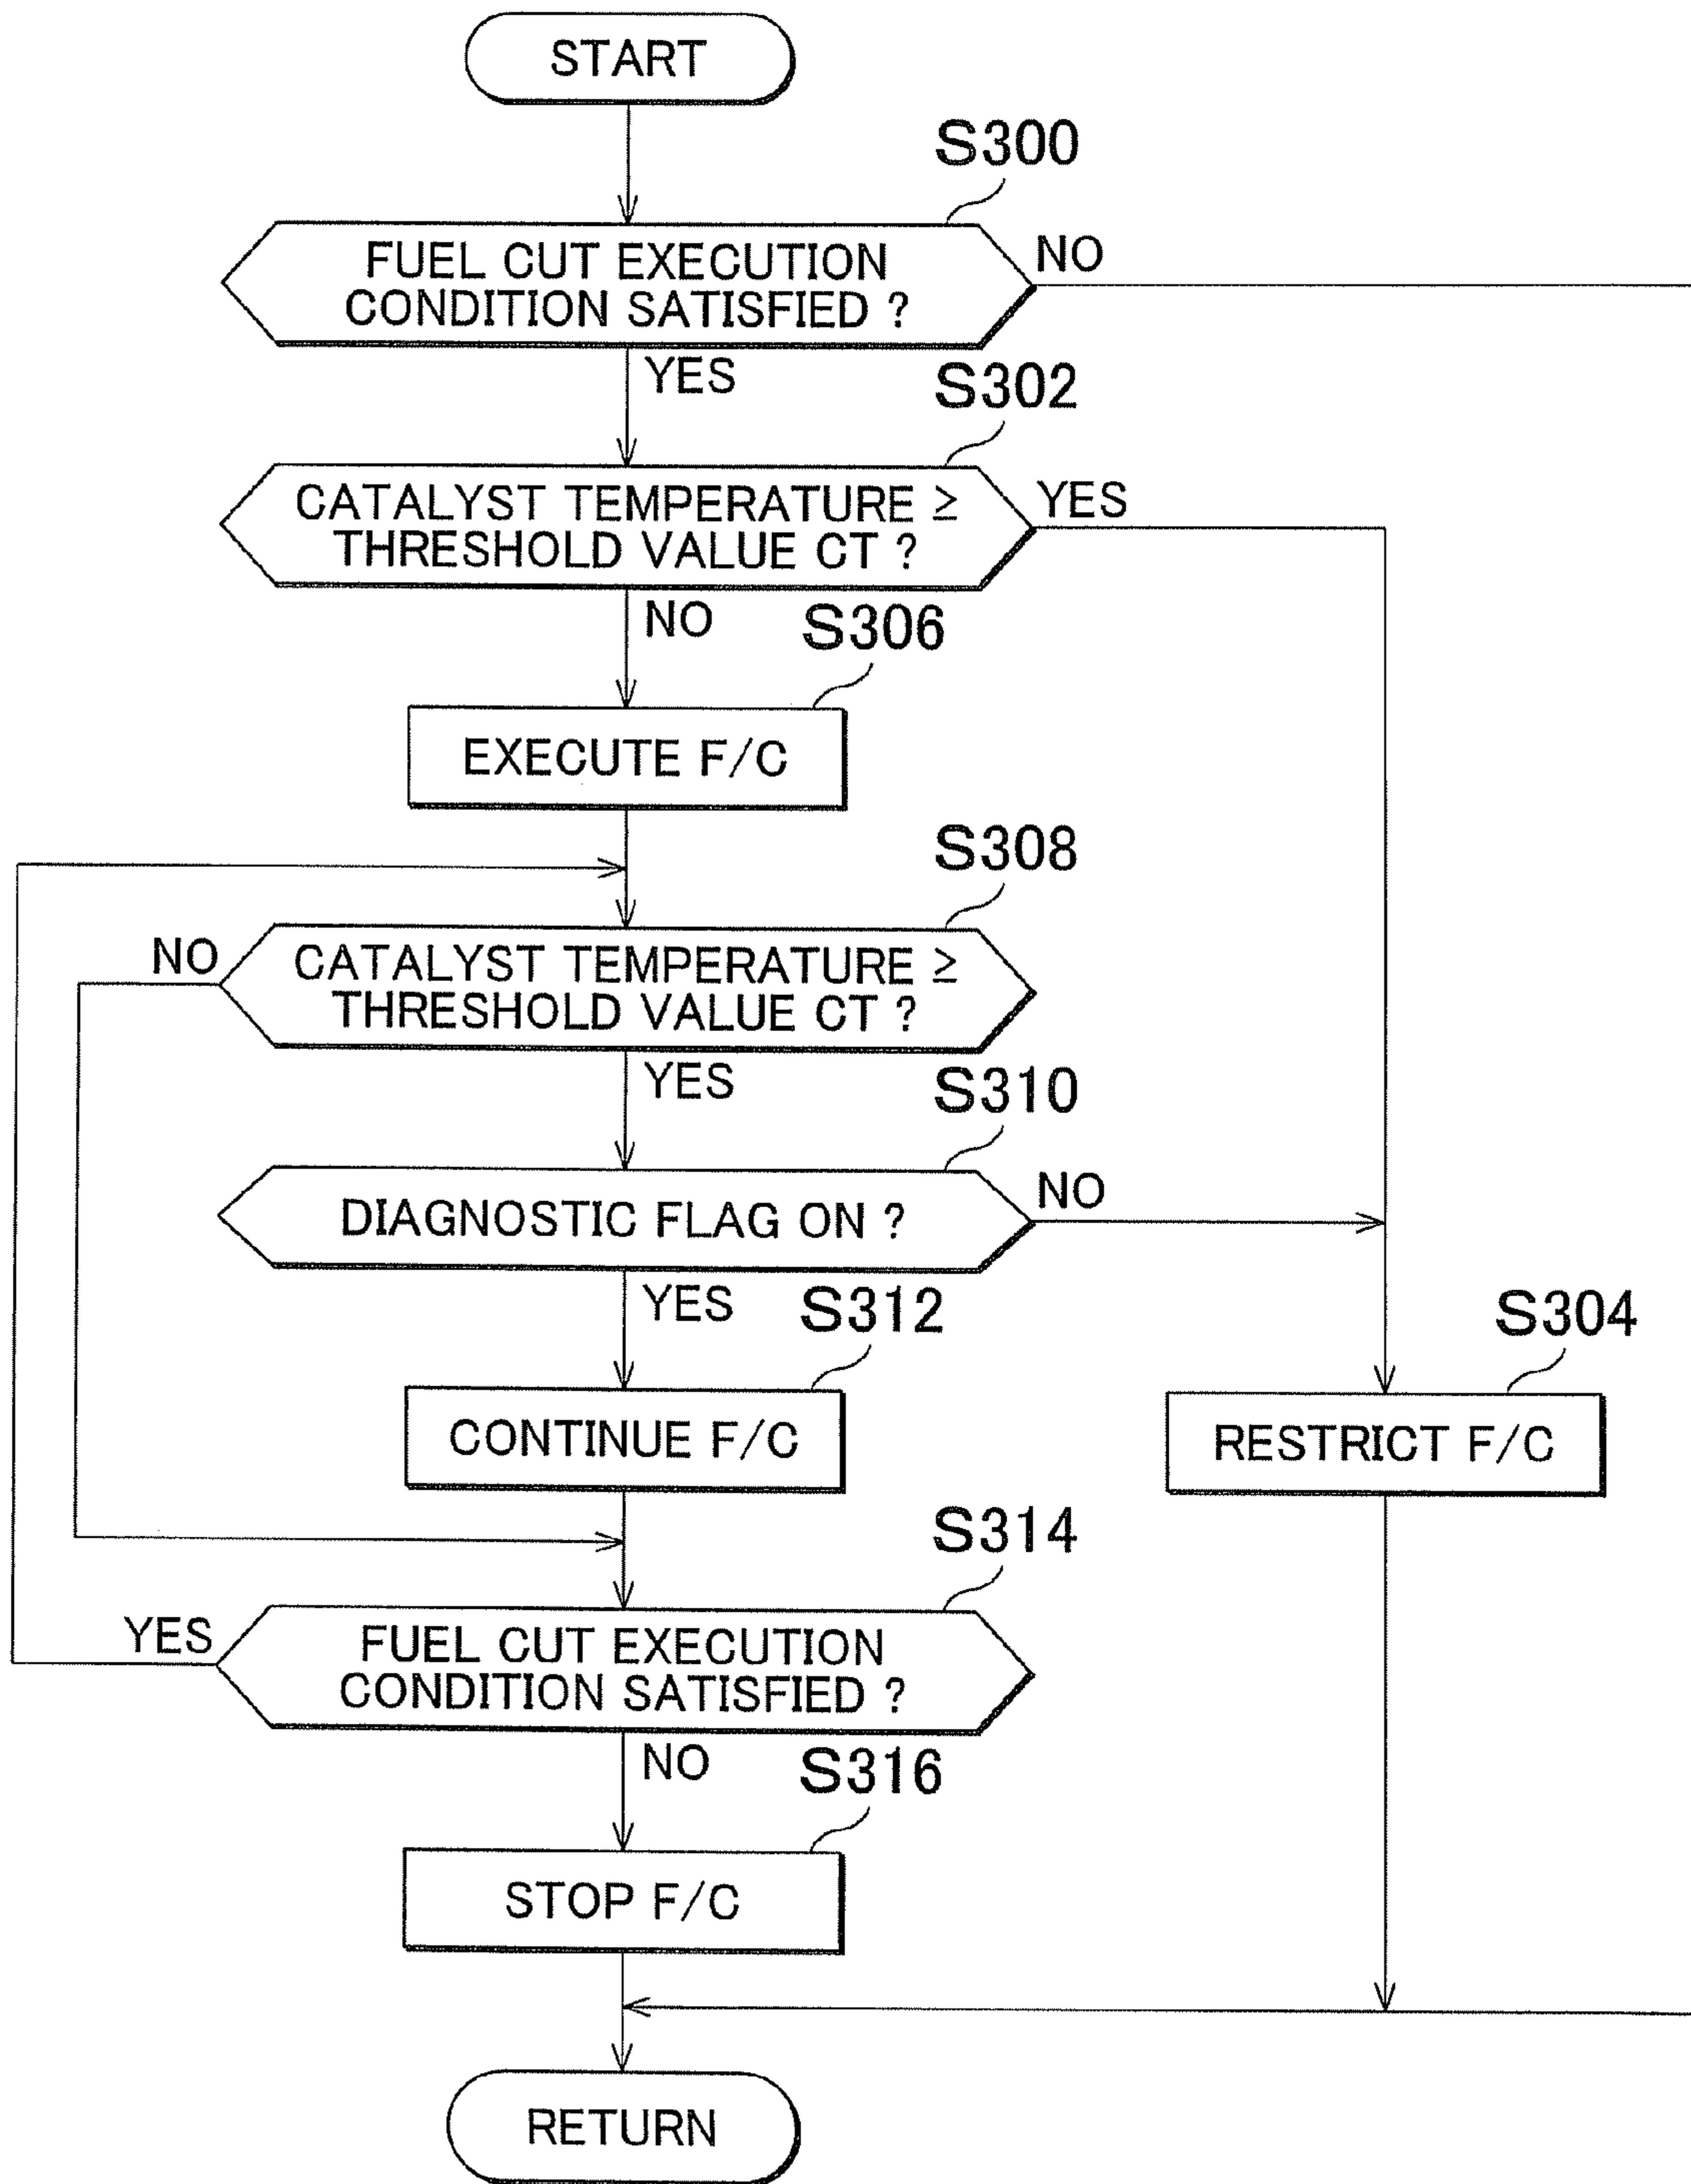 START
S300
FUEL CUT EXECUTION
CONDITION SATISFIED ?
NO
YES
S302
CATALYST TEMPERATURE ≥
THRESHOLD VALUE CT ?
YES
NO
S306
EXECUTE F/C
S308
NO
CATALYST TEMPERATURE ≥
THRESHOLD VALUE CT ?
YES
S310
DIAGNOSTIC FLAG ON ?
NO
YES
S312
S304
CONTINUE F/C
RESTRICT F/C
S314
YES
FUEL CUT EXECUTION
CONDITION SATISFIED ?
NO
S316
STOP F/C
RETURN